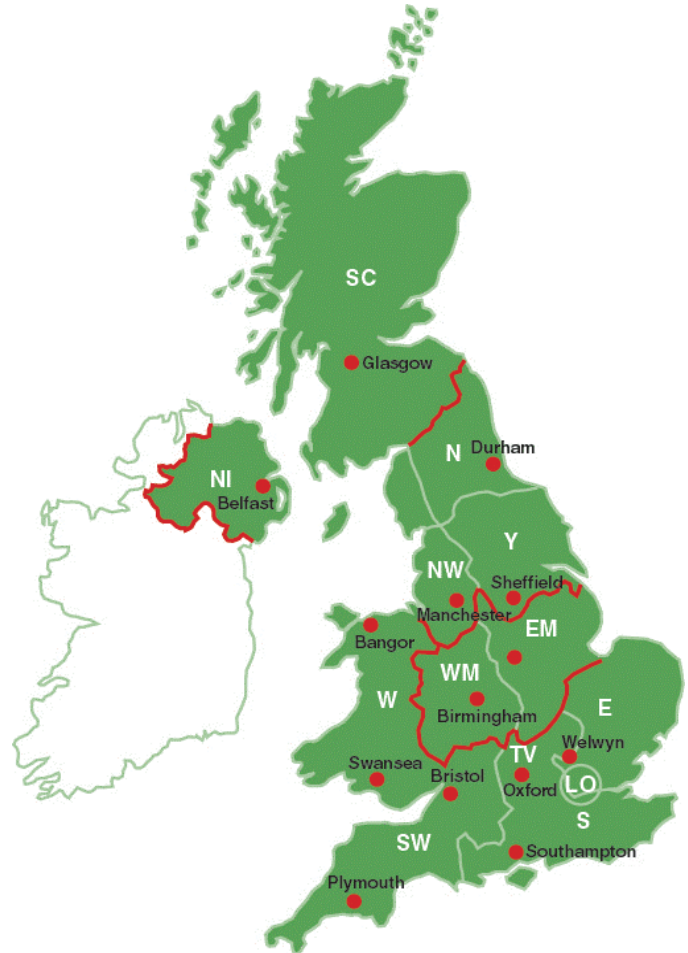 SC
Glasgow
N
Durham
NI
Belfast
Y
NW
Sheffield
Manchester
Bangor
EM
WM
W
E
Birmingham
Welwyn
TV
Swansea
Bristol
Oxford
LO
S
SW
Southampton
Plymouth